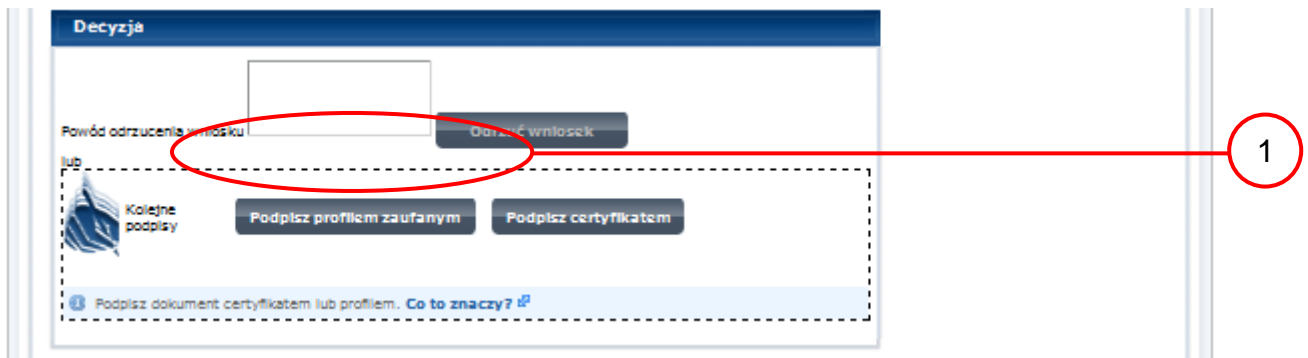 Decyzja
Powód odrzucenia wniosku
Odrzuć wniosek
1
lub
Kolejne
podpisy
Podpisz profilem zaufanym
Podpisz certyfikatem
Podpisz dokument certyfikatem lub profilem. Co to znaczy?